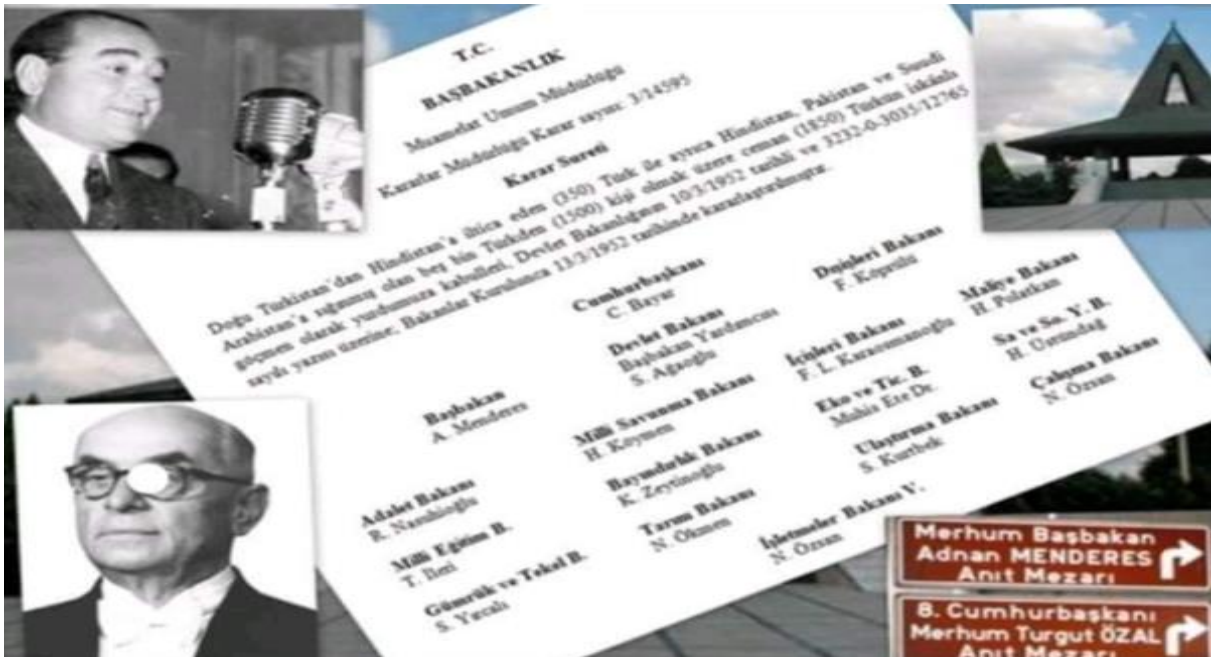 T.C.
BAŞBAKANLIK
Muamelat Umum Müdürlüğü
Kararlar Müdürlüğü Karar sayısı: 3/14595
Karar Sureti
Doğu Türkistan'dan Hindistan'a iltica eden (350) Türk ile ayrıca Hindistan, Pakistan ve Suudi
Arabistan'a sığınmış olan beş bin Türkden (1500) kişi olmak üzere ceman (1850) Türkün iskânlı
göçmen olarak yurdumuza kabulleri, Devlet Bakanlığının 10/3/1952 tarihli ve 3232-0-3035/12765
sayılı yazısı üzerine; Bakanlar Kurulunca 13/3/1952 tarihinde kararlaştırılmıştır.
Cumhurbaşkanı
C. Bayar
Başbakan
A. Menderes
Devlet Bakanı
Başbakan Yardımcısı
S. Ağaoğlu
Dışişleri Bakanı
F. Köprülü
Adalet Bakanı
R. Nasuhioğlu
Milli Savunma Bakanı
H. Köymen
İçişleri Bakanı
F. L. Karaosmanoğlu
Maliye Bakanı
H. Polatkan
Milli Eğitim B.
T. İleri
Bayındırlık Bakanı
K. Zeytinoğlu
Eko ve Tic. B.
Muhis Ete De.
Sa ve So. Y. B.
H. Üstündağ
Gümrük ve Tekel B.
S. Yırcalı
Tarım Bakanı
N. Ökmen
Ulaştırma Bakanı
S. Kurtbek
Çalışma Bakanı
N. Özsan
İşletmeler Bakanı V.
N. Özsan
Merhum Başbakan
Adnan MENDERES
Anıt Mezarı
8. Cumhurbaşkanı
Merhum Turgut ÖZAL
Anıt Mezarı